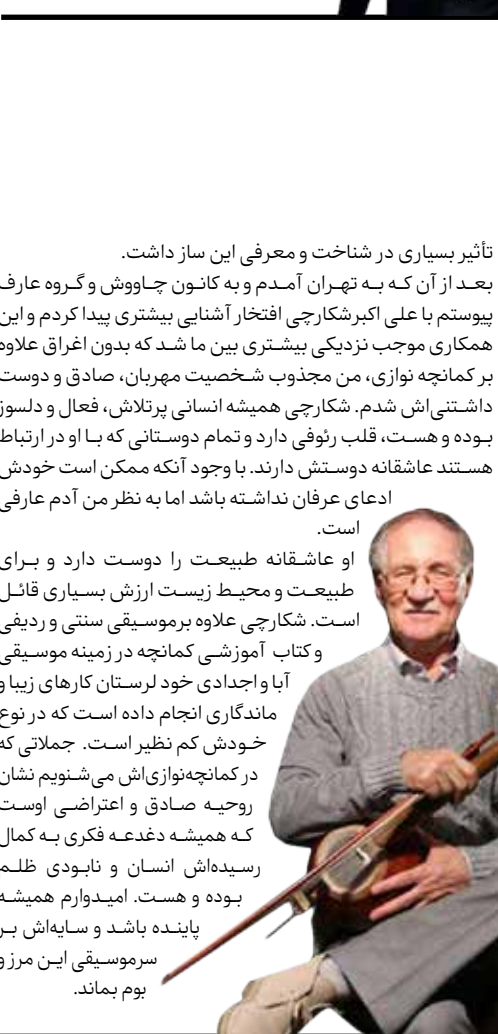 تأثیر بسیاری در شناخت و معرفی این ساز داشت.
بعد از آن که به تهران آمدم و به کانون چاووش و گروه عارف
پیوستم با علی اکبرشکارچی افتخار آشنایی بیشتری پیدا کردم و این
همکاری موجب نزدیکی بیشتری بین ما شد که بدون اغراق علاوه
بر کمانچه نوازی، من مجذوب شخصیت مهربان، صادق و دوست
داشتنی‌اش شدم. شکارچی همیشه انسانی پرتلاش، فعال و دلسوز
بوده و هست، قلب رئوفی دارد و تمام دوستانی که با او در ارتباط
هستند عاشقانه دوستش دارند. با وجود آنکه ممکن است خودش
ادعای عرفان نداشته باشد اما به نظر من آدم عارفی
است.
او عاشقانه طبیعت را دوست دارد و برای
طبیعت و محیط زیست ارزش بسیاری قائل
است. شکارچی علاوه برموسیقی سنتی و ردیفی
و کتاب آموزشی کمانچه در زمینه موسیقی
آبا و اجدادی خود لرستان کارهای زیبا و
ماندگاری انجام داده است که در نوع
خودش کم نظیر است. جملاتی که
در کمانچه‌نوازی‌اش می‌شنویم نشان
روحیه صادق و اعتراضی اوست
که همیشه دغدغه فکری به کمال
رسیده‌اش انسان و نابودی ظلم
بوده و هست. امیدوارم همیشه
پاینده باشد و سایه‌اش بر
سرموسیقی این مرز و
بوم بماند.